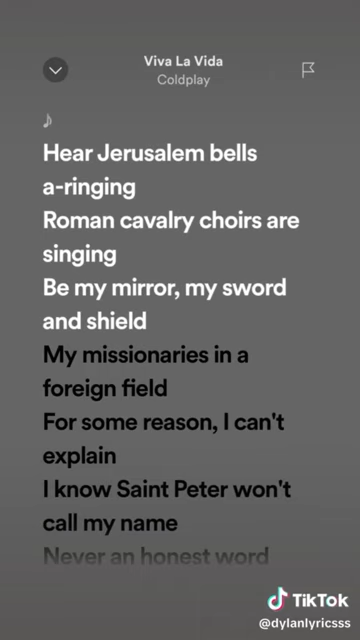 Viva La Vida
Coldplay
Hear Jerusalem bells
a-ringing
Roman cavalry choirs are
singing
Be my mirror, my sword
and shield
My missionaries in a
foreign field
For some reason, I can't
explain
I know Saint Peter won't
call my name
Never an honest word
TikTok
@dylanlyricsss